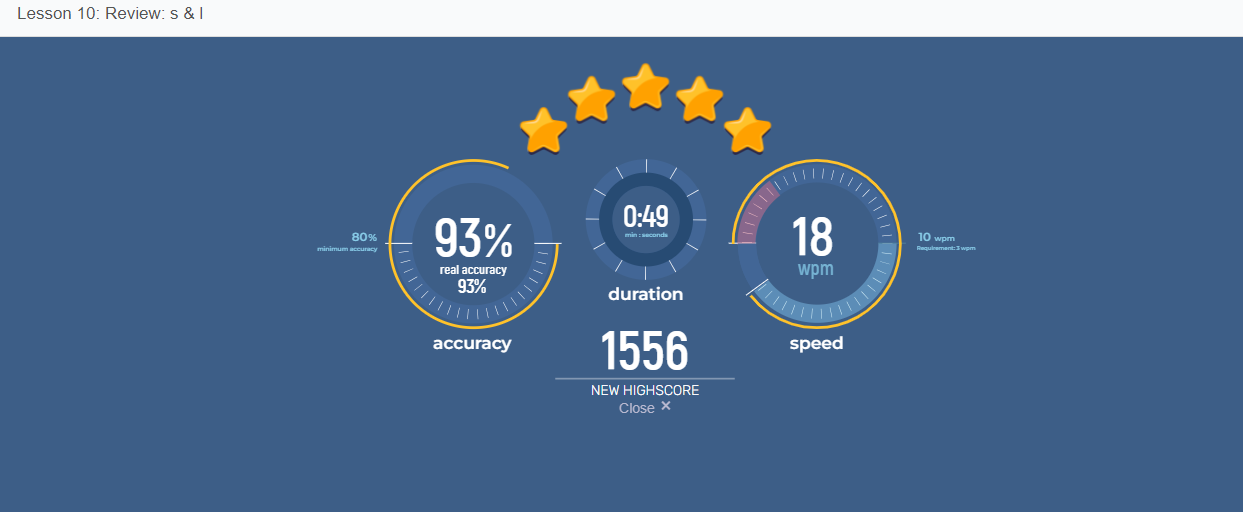 Lesson 10: Review: s & l
93%
real accuracy
93%
80%
minimum accuracy
accuracy
0:49
min : seconds
duration
18
wpm
10 wpm
Requirement: 3 wpm
speed
1556
NEW HIGHSCORE
Close ×